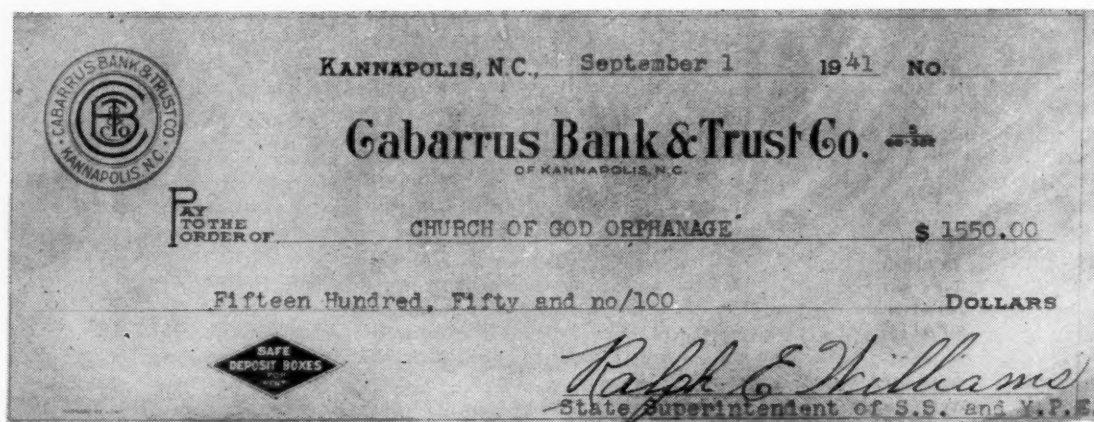 CABARRUS BANK & TRUST CO.
KANNAPOLIS, N.C.
KANNAPOLIS, N.C., September 1 1941 No.
Cabarrus Bank & Trust Co.
OF KANNAPOLIS, N.C.
PAY TO THE ORDER OF CHURCH OF GOD ORPHANAGE $ 1550.00
Fifteen Hundred, Fifty and no/100 DOLLARS
SAFE
DEPOSIT BOXES
FOR
RENT
Ralph E Williams
State Superintendent of S.S. and Y.P.E.